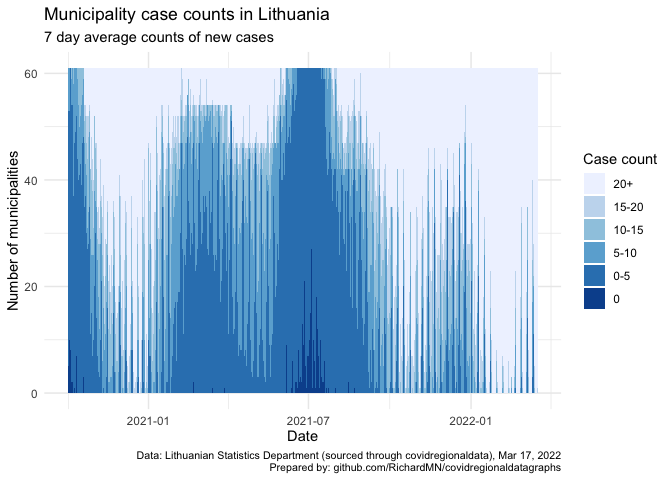 Municipality case counts in Lithuania
7 day average counts of new cases
Number of municipalities
60
40
20
0
2021-01
2021-07
2022-01
Date
Case count
20+
15-20
10-15
5-10
0-5
0
Data: Lithuanian Statistics Department (sourced through covidregionaldata), Mar 17, 2022
Prepared by: github.com/RichardMN/covidregionaldatagraphs